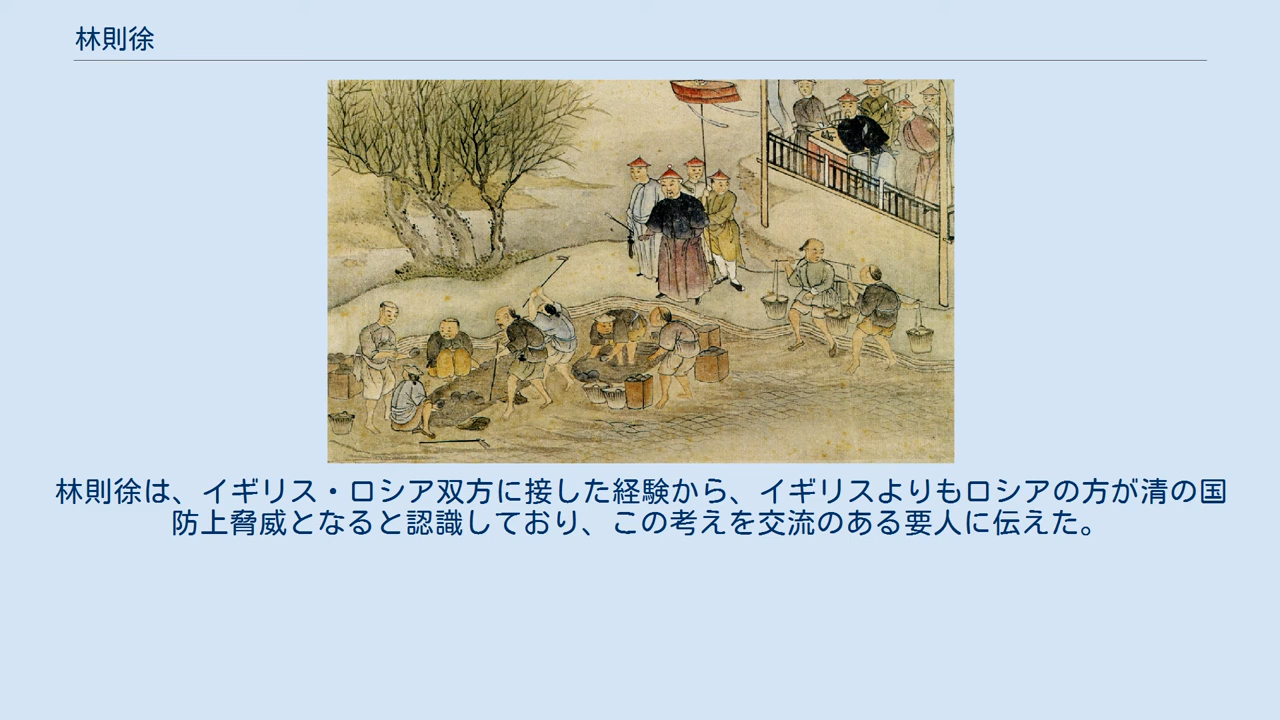 林則徐
林則徐は、イギリス・ロシア双方に接した経験から、イギリスよりもロシアの方が清の国
防上脅威となると認識しており、この考えを交流のある要人に伝えた。